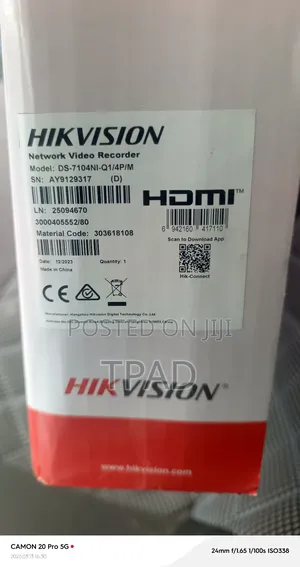 HIKVISION
Network Video Recorder
Model: DS-7104NI-Q1/4P/M
SN: AY9129317 (D)
HDMI™
LN: 25094670
3000405552/80
Material Code: 303618108
6 942160 417110
Scan to Download App
Hik-Connect
Date: 12/2023 Quantity: 1
Made in China
CE
POSTED ON JIJI
TPAD
HIKVISION®
www.hikvision.com
CAMON 20 Pro 5G
24mm f/1.65 1/100s ISO338